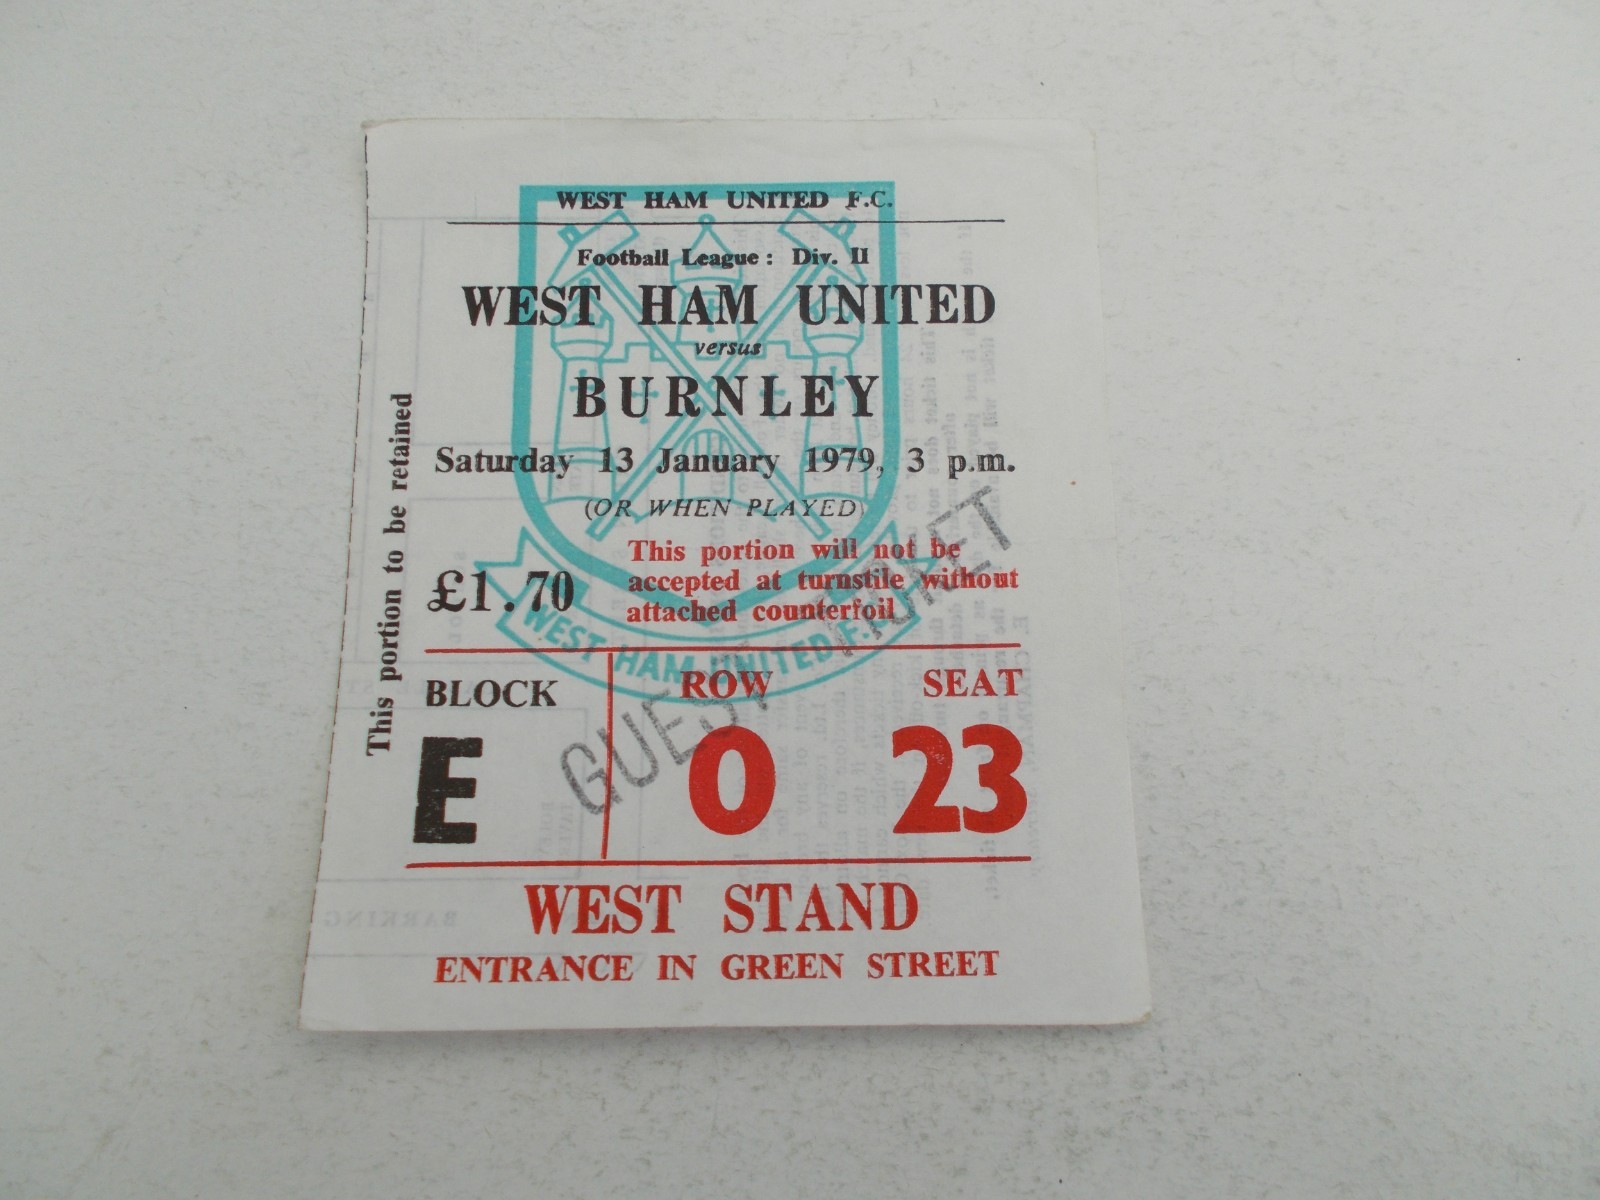 WEST HAM UNITED F.C.
Football League: Div. II
WEST HAM UNITED
versus
BURNLEY
Saturday 13 January 1979, 3 p.m.
(OR WHEN PLAYED)
£1.70
This portion will not be
accepted at turnstile without
attached counterfoil
WEST HAM UNITED F.C.
GUEST TICKET
BLOCK ROW SEAT
E O 23
WEST STAND
ENTRANCE IN GREEN STREET
This portion to be retained
BARKING